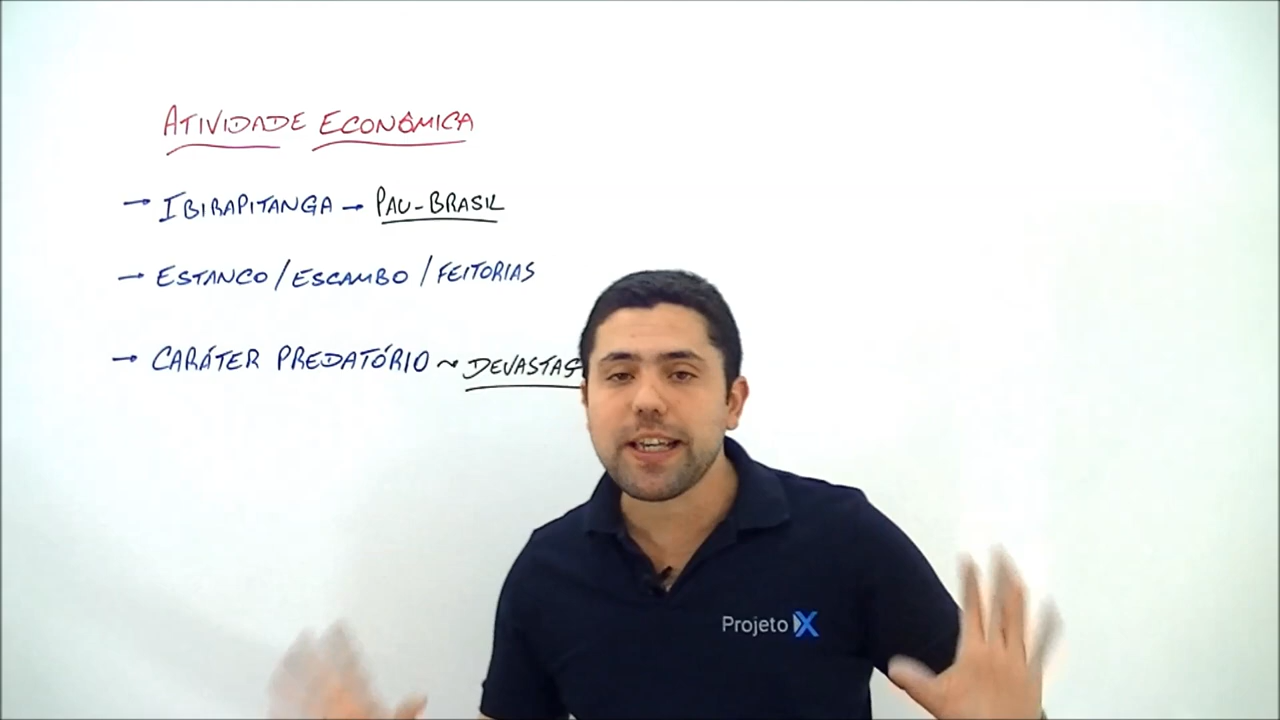 ATIVIDADE ECONÔMICA
→ IBIRAPITANGA → PAU-BRASIL
→ ESTANCO / ESCAMBO / FEITORIAS
→ CARÁTER PREDATÓRIO ~
Projeto X